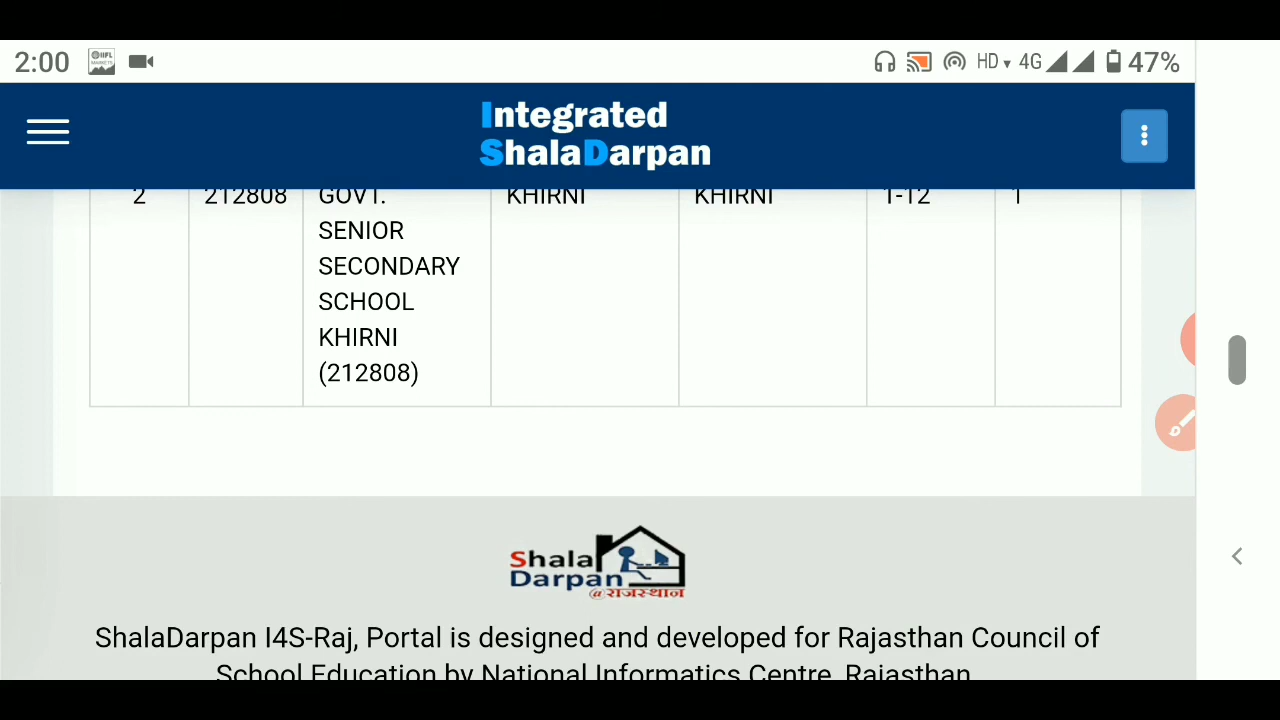 2:00 HD 4G 47%
Integrated
ShalaDarpan
2 212808 GOVT. KHIRNI KHIRNI 1-12 1
SENIOR
SECONDARY
SCHOOL
KHIRNI
(212808)
Shala
Darpan
@राजस्थान
ShalaDarpan I4S-Raj, Portal is designed and developed for Rajasthan Council of
School Education by National Informatics Centre, Rajasthan